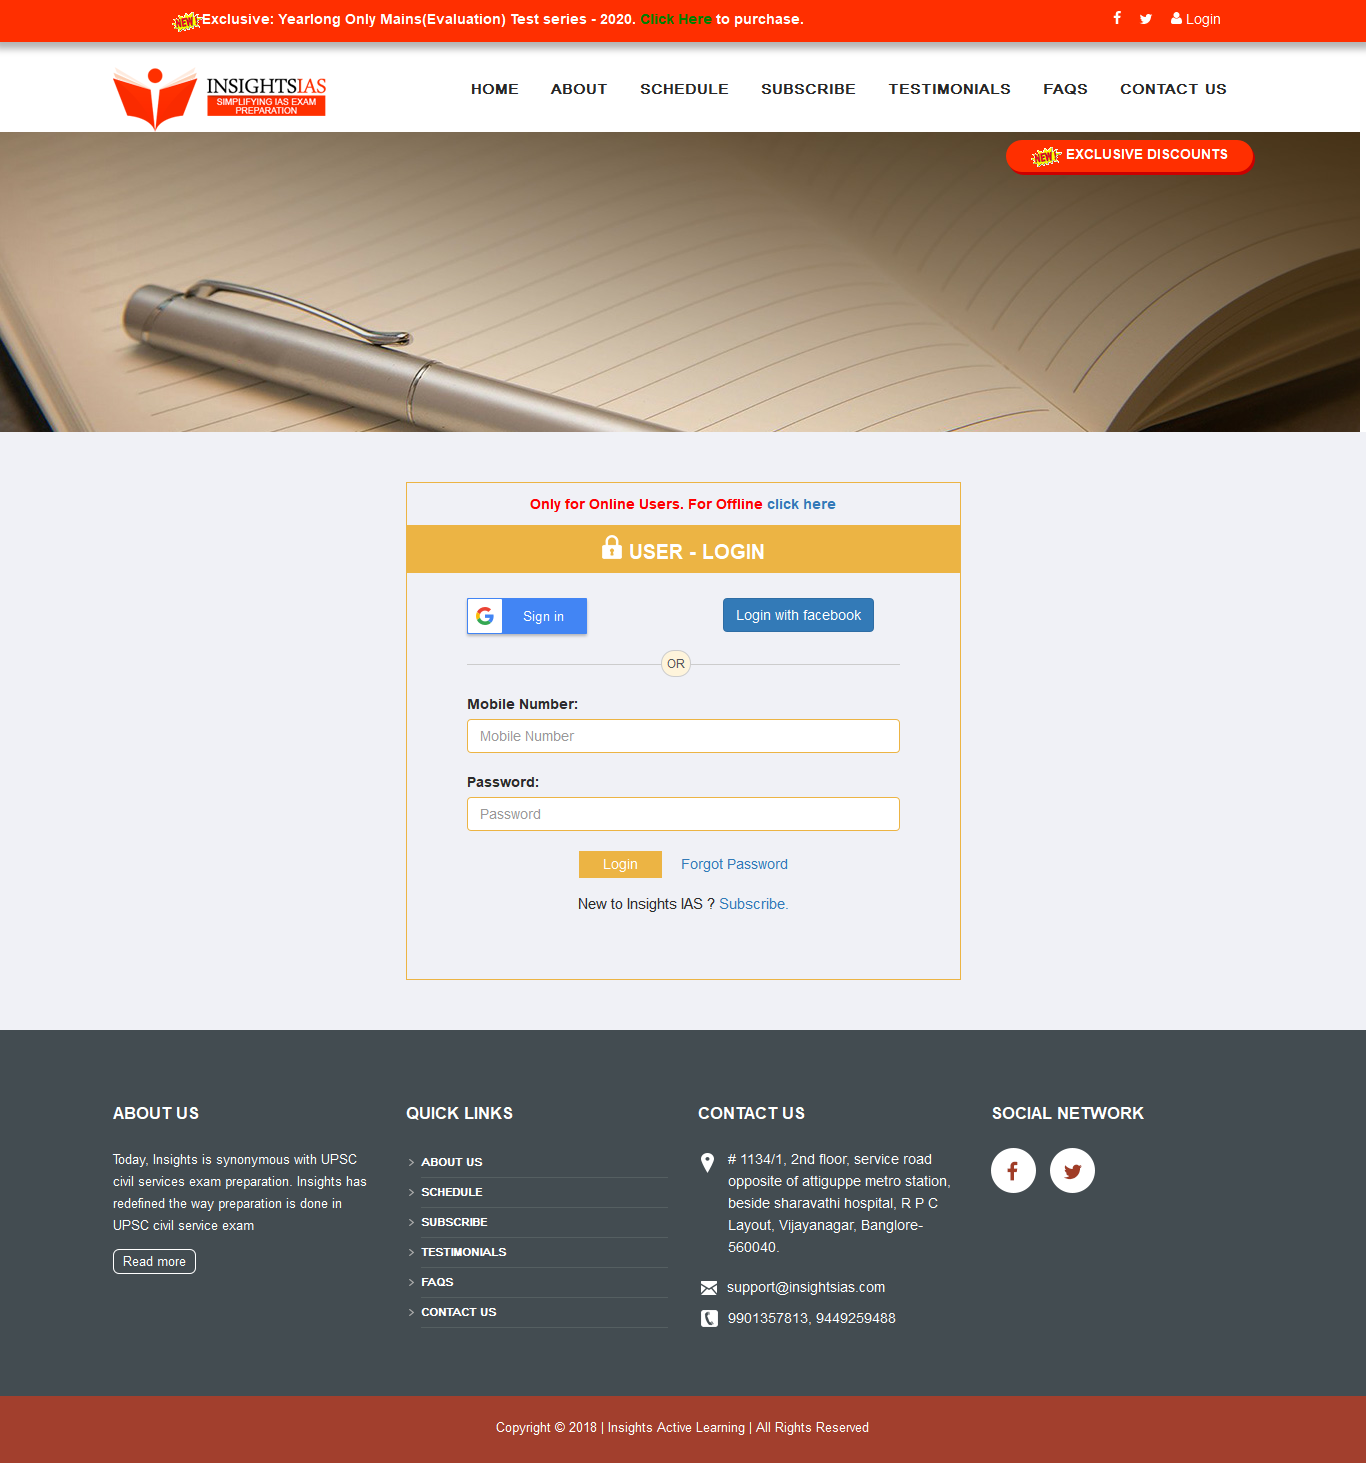 NEW Exclusive: Yearlong Only Mains(Evaluation) Test series - 2020. Click Here to purchase.
Login
INSIGHTSIAS
SIMPLIFYING IAS EXAM
PREPARATION
HOME ABOUT SCHEDULE SUBSCRIBE TESTIMONIALS FAQS CONTACT US
NEW EXCLUSIVE DISCOUNTS
Only for Online Users. For Offline click here
USER - LOGIN
Sign in
Login with facebook
OR
Mobile Number:
Mobile Number
Password:
Password
Login Forgot Password
New to Insights IAS ? Subscribe.
ABOUT US
Today, Insights is synonymous with UPSC
civil services exam preparation. Insights has
redefined the way preparation is done in
UPSC civil service exam
Read more
QUICK LINKS
ABOUT US
SCHEDULE
SUBSCRIBE
TESTIMONIALS
FAQS
CONTACT US
CONTACT US
# 1134/1, 2nd floor, service road
opposite of attiguppe metro station,
beside sharavathi hospital, R P C
Layout, Vijayanagar, Banglore-
560040.
support@insightsias.com
9901357813, 9449259488
SOCIAL NETWORK
Copyright © 2018 | Insights Active Learning | All Rights Reserved